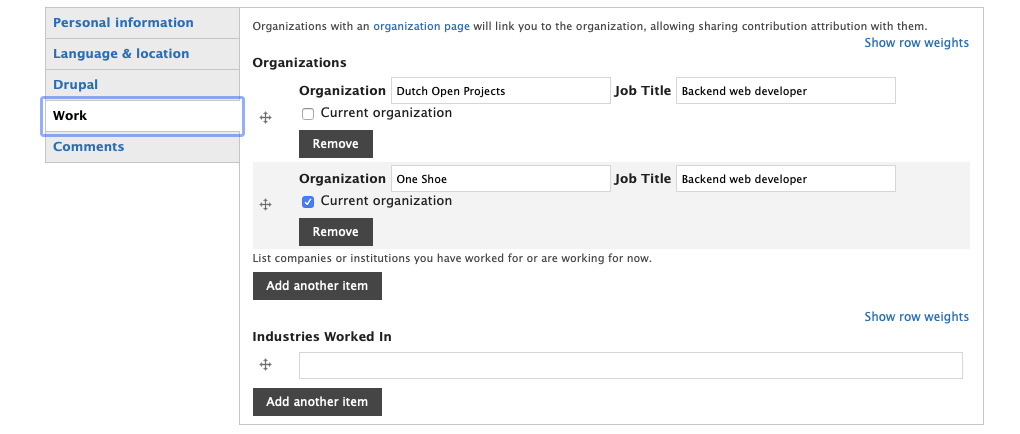 Personal information
Language & location
Drupal
Work
Comments
Organizations with an organization page will link you to the organization, allowing sharing contribution attribution with them.
Show row weights
Organizations
Organization Dutch Open Projects Job Title Backend web developer
Current organization
Remove
Organization One Shoe Job Title Backend web developer
Current organization
Remove
List companies or institutions you have worked for or are working for now.
Add another item
Show row weights
Industries Worked In
Add another item